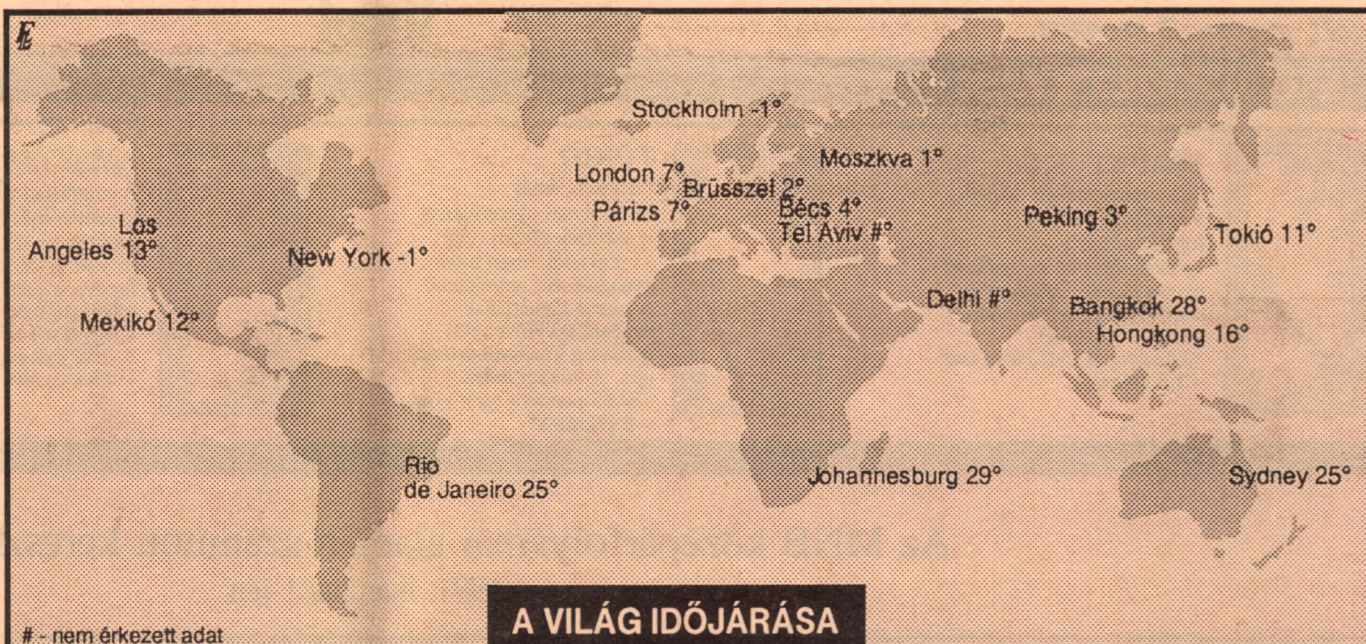 Stockholm -1°
Moszkva 1°
London 7°
Brüsszel 2°
Párizs 7°
Bécs 4°
Tel Aviv #°
Peking 3°
Tokió 11°
Los
Angeles 13°
New York -1°
Mexikó 12°
Delhi #°
Bangkok 28°
Hongkong 16°
Rio
de Janeiro 25°
Johannesburg 29°
Sydney 25°
# - nem érkezett adat
A VILÁG IDŐJÁRÁSA